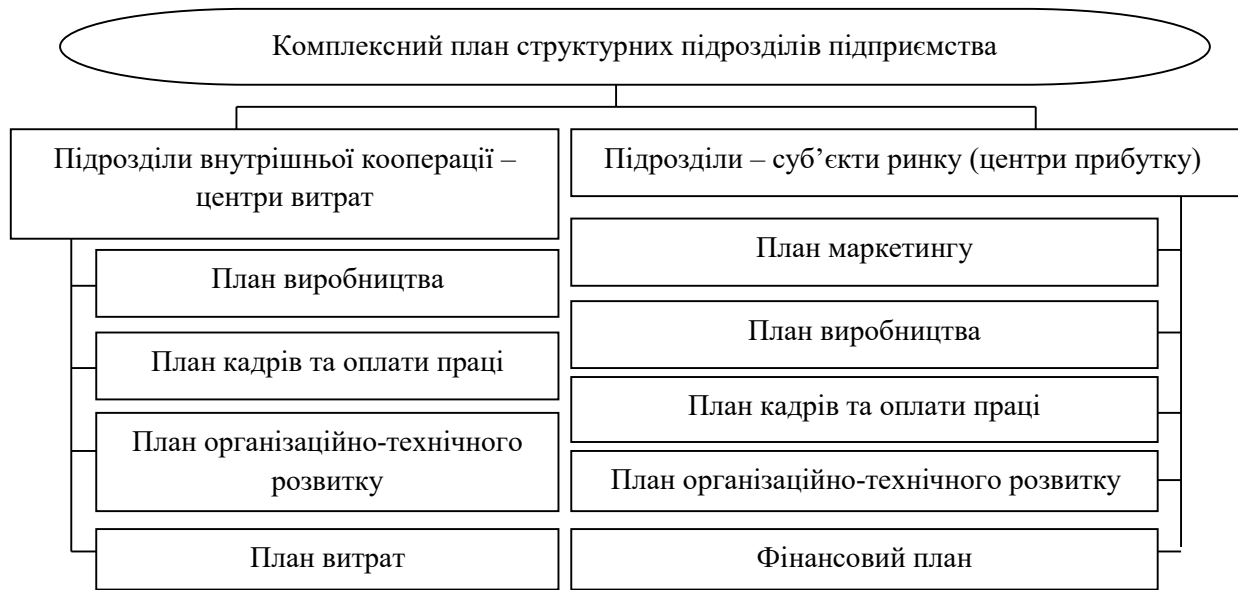 Комплексний план структурних підрозділів підприємства
Підрозділи внутрішньої кооперації –
центри витрат
План виробництва
План кадрів та оплати праці
План організаційно-технічного
розвитку
План витрат
Підрозділи – суб’єкти ринку (центри прибутку)
План маркетингу
План виробництва
План кадрів та оплати праці
План організаційно-технічного розвитку
Фінансовий план